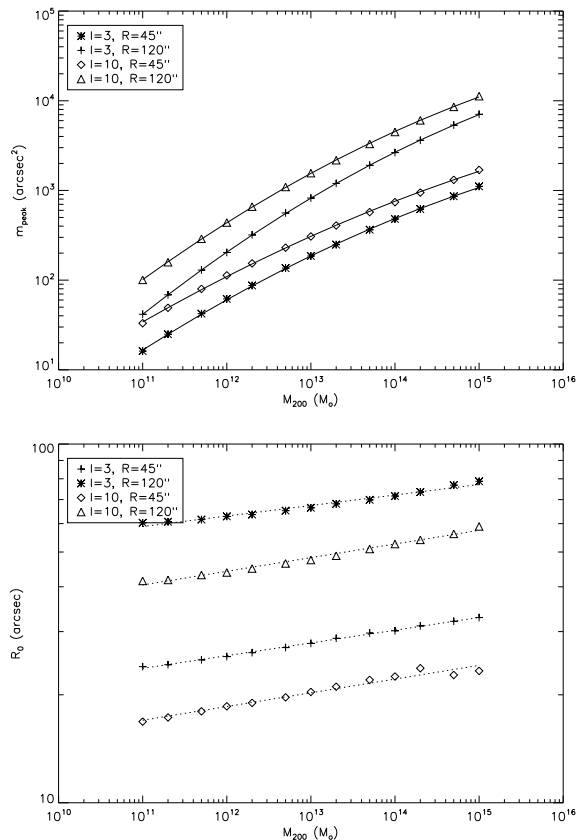 l=3, R=45"
l=3, R=120"
l=10, R=45"
l=10, R=120"
10⁵
10⁴
10³
10²
10¹
m_peak (arcsec²)
10¹⁰ 10¹¹ 10¹² 10¹³ 10¹⁴ 10¹⁵ 10¹⁶
M₂₀₀ (M₀)
100
l=3, R=45"
l=3, R=120"
l=10, R=45"
l=10, R=120"
R₀ (arcsec)
10
10¹⁰ 10¹¹ 10¹² 10¹³ 10¹⁴ 10¹⁵ 10¹⁶
M₂₀₀ (M₀)